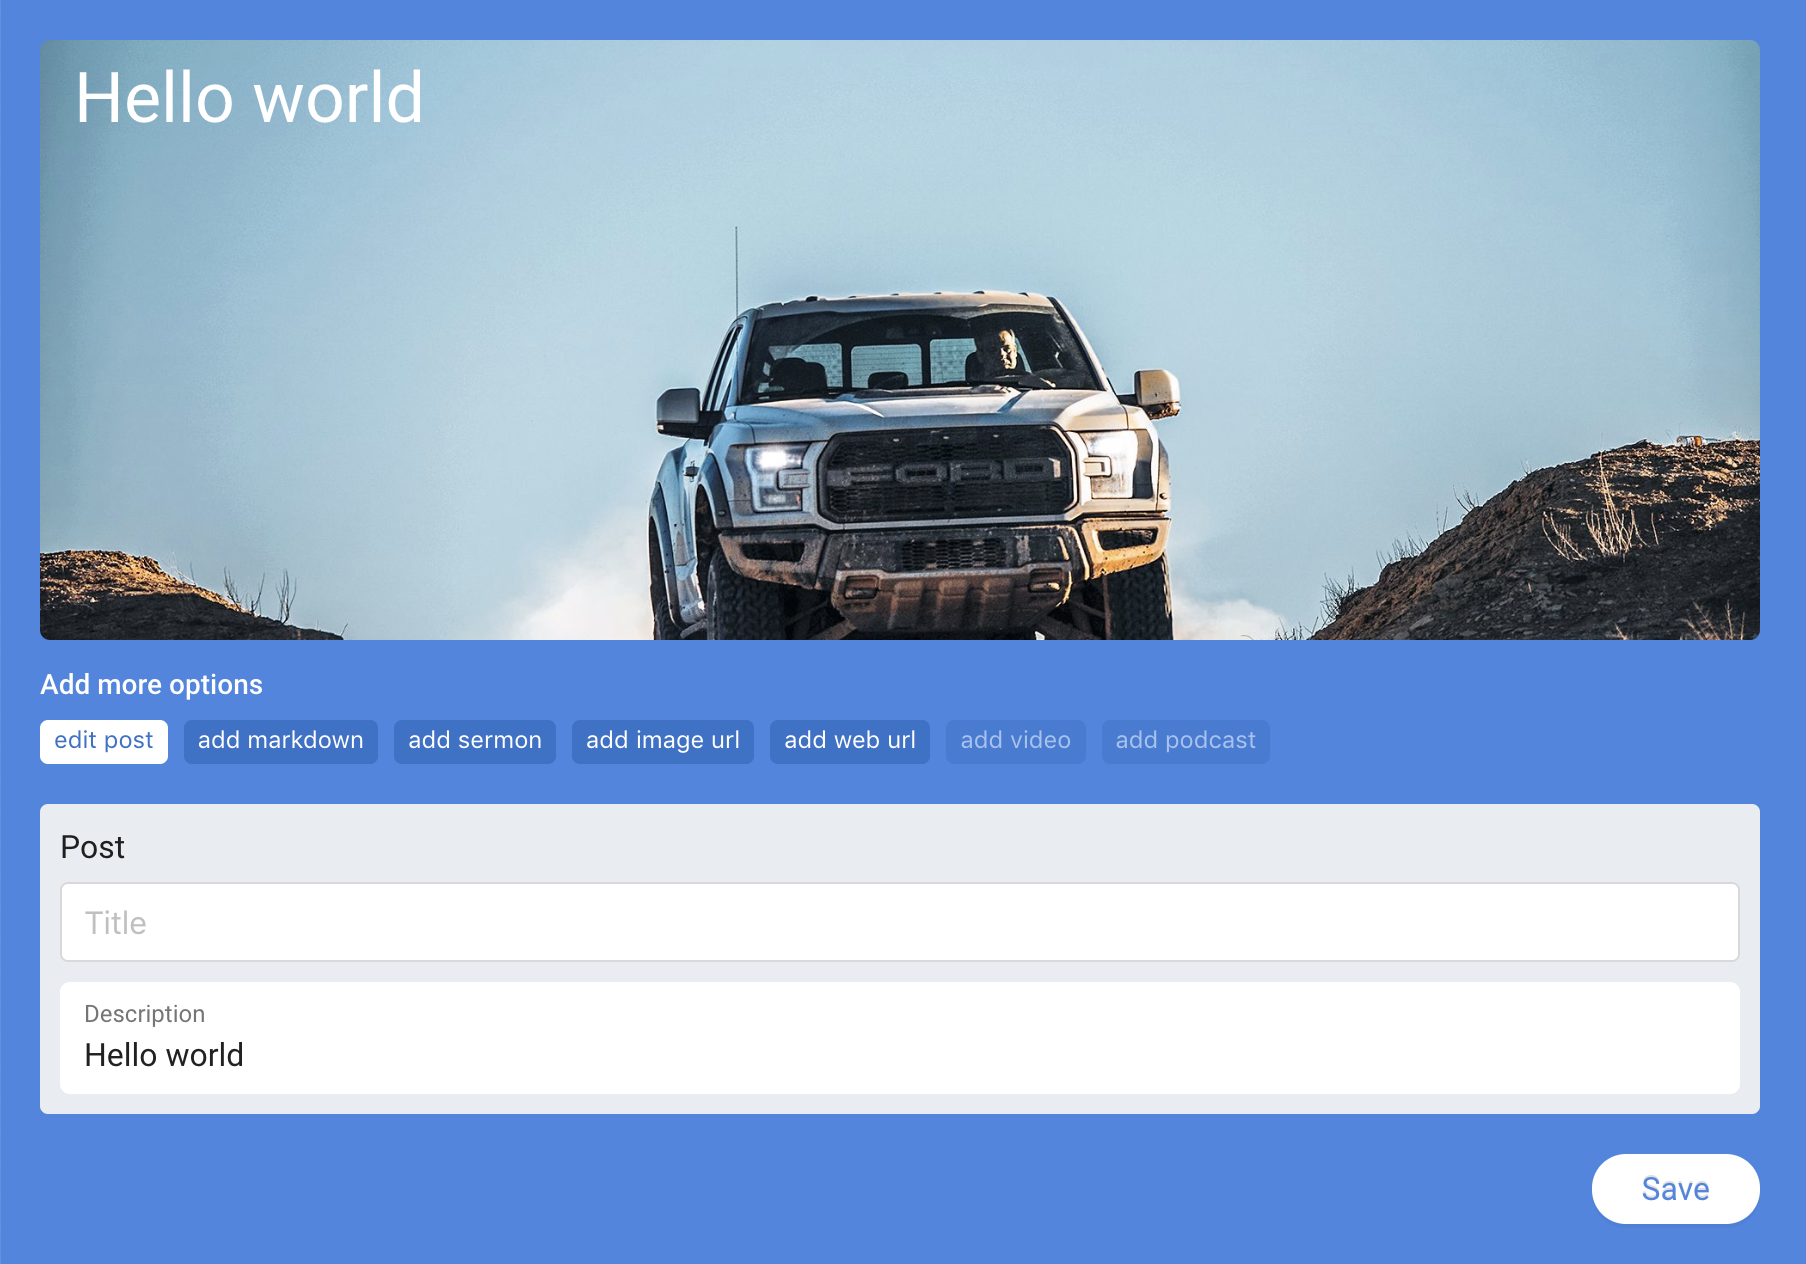 Hello world
FORD
Add more options
edit post add markdown add sermon add image url add web url add video add podcast
Post
Title
Description
Hello world
Save